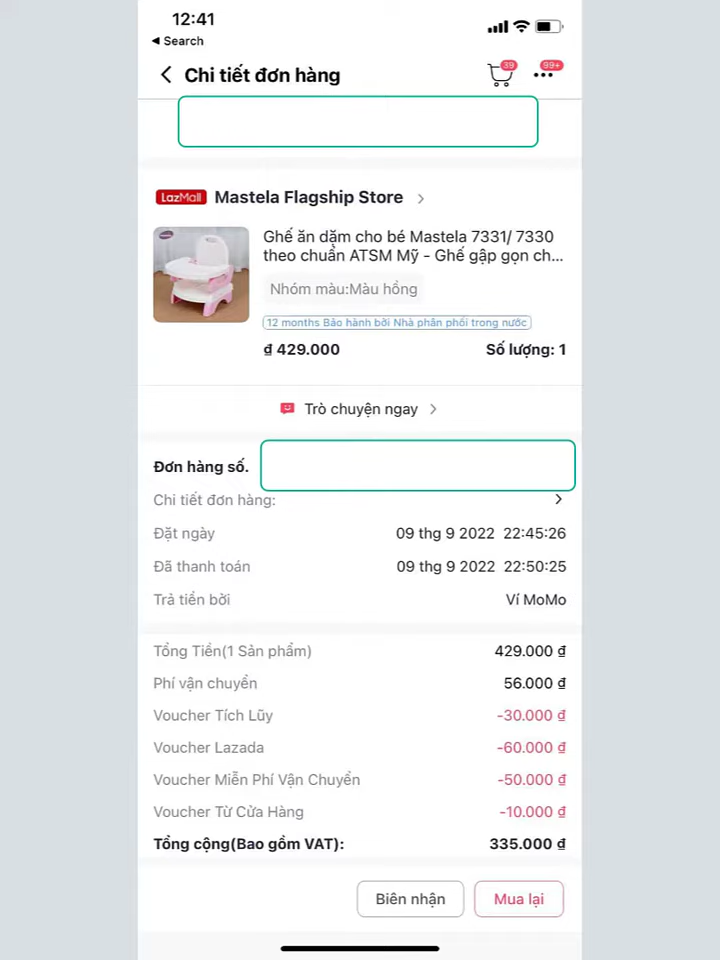 12:41
◀ Search
Chi tiết đơn hàng
39
99+
LazMall Mastela Flagship Store
Ghế ăn dặm cho bé Mastela 7331/ 7330
theo chuẩn ATSM Mỹ - Ghế gập gọn ch...
Nhóm màu:Màu hồng
12 months Bảo hành bởi Nhà phân phối trong nước
₫ 429.000 Số lượng: 1
Trò chuyện ngay
Đơn hàng số.
Chi tiết đơn hàng:
Đặt ngày 09 thg 9 2022 22:45:26
Đã thanh toán 09 thg 9 2022 22:50:25
Trả tiền bởi Ví MoMo
Tổng Tiền(1 Sản phẩm) 429.000 ₫
Phí vận chuyển 56.000 ₫
Voucher Tích Lũy -30.000 ₫
Voucher Lazada -60.000 ₫
Voucher Miễn Phí Vận Chuyển -50.000 ₫
Voucher Từ Cửa Hàng -10.000 ₫
Tổng cộng(Bao gồm VAT): 335.000 ₫
Biên nhận
Mua lại